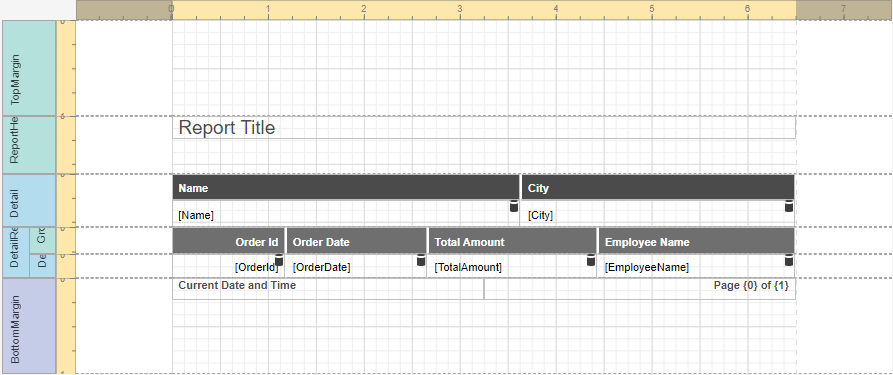 0 1 2 3 4 5 6 7
TopMargin
ReportHe
Report Title
Detail
Name City
[Name] [City]
DetailRe
Gro
Order Id Order Date Total Amount Employee Name
De
[OrderId] [OrderDate] [TotalAmount] [EmployeeName]
BottomMargin
Current Date and Time Page {0} of {1}